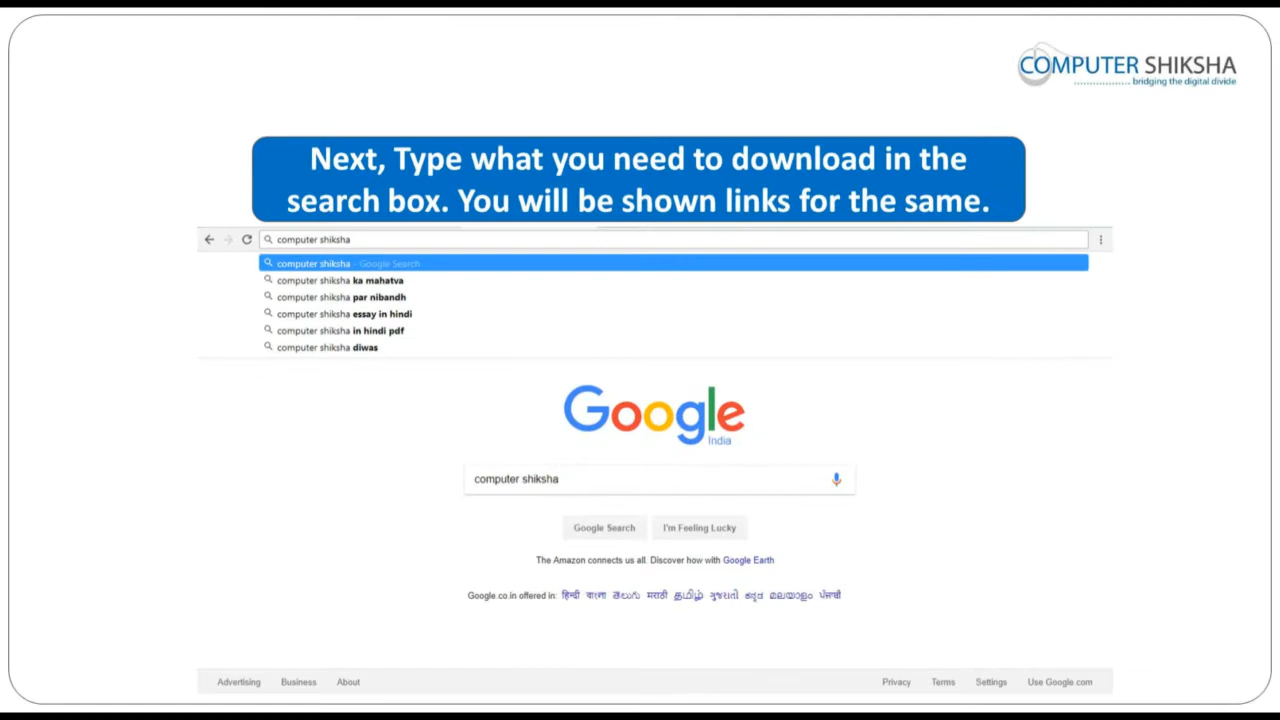 COMPUTER SHIKSHA
bridging the digital divide
Next, Type what you need to download in the
search box. You will be shown links for the same.
computer shiksha
computer shiksha - Google Search
computer shiksha ka mahatva
computer shiksha par nibandh
computer shiksha essay in hindi
computer shiksha in hindi pdf
computer shiksha diwas
Google
India
computer shiksha
Google Search I'm Feeling Lucky
The Amazon connects us all. Discover how with Google Earth
Google.co.in offered in: हिन्दी বাংলা తెలుగు मराठी தமிழ் ગુજરાતી ಕನ್ನಡ മലയാളം ਪੰਜਾਬੀ
Advertising Business About Privacy Terms Settings Use Google.com